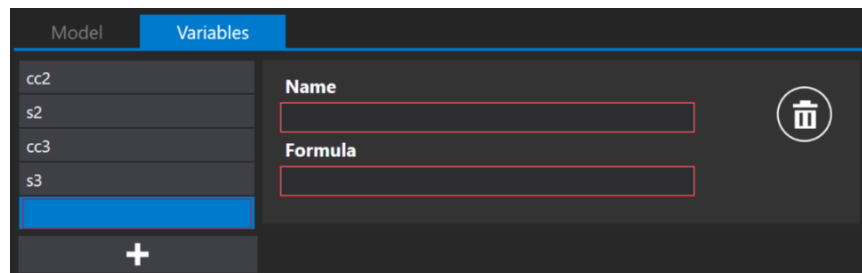 Model Variables
cc2
s2
cc3
s3
Name
Formula